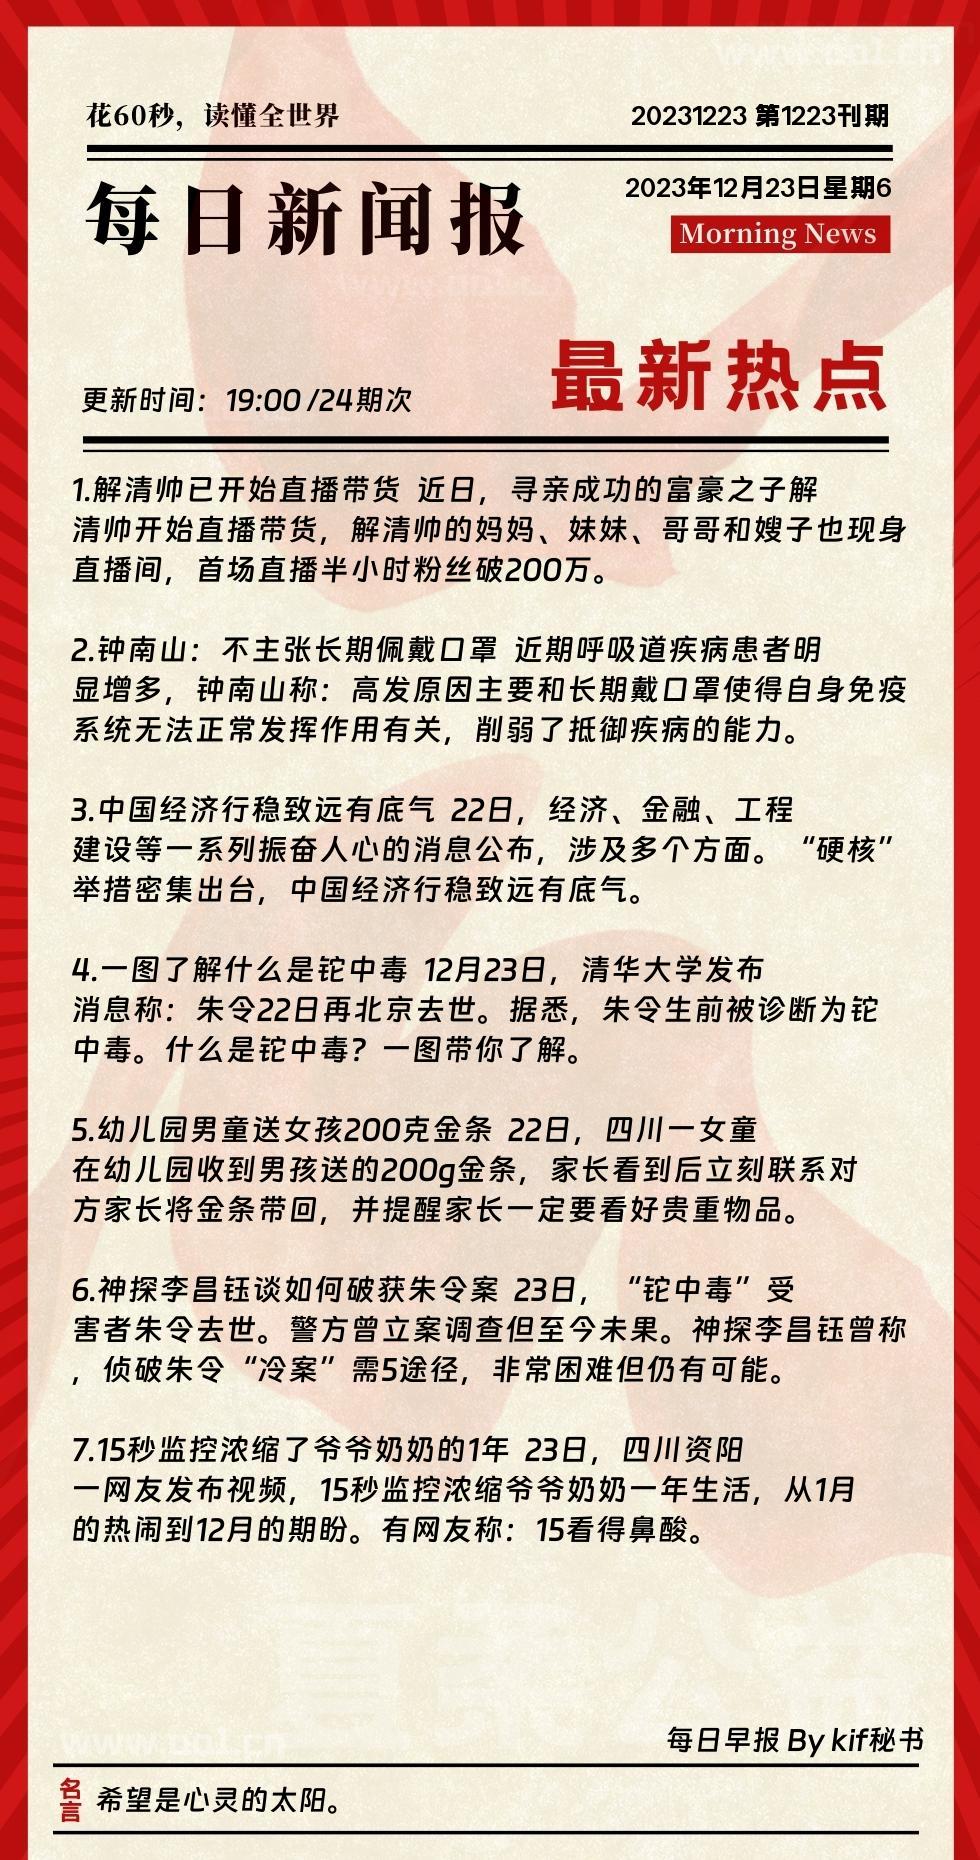 花60秒，读懂全世界
20231223 第1223刊期
每日新闻报
2023年12月23日星期6
Morning News
最新热点
更新时间：19:00 /24期次
1.解清帅已开始直播带货 近日，寻亲成功的富豪之子解
清帅开始直播带货，解清帅的妈妈、妹妹、哥哥和嫂子也现身
直播间，首场直播半小时粉丝破200万。
2.钟南山：不主张长期佩戴口罩 近期呼吸道疾病患者明
显增多，钟南山称：高发原因主要和长期戴口罩使得自身免疫
系统无法正常发挥作用有关，削弱了抵御疾病的能力。
3.中国经济行稳致远有底气 22日，经济、金融、工程
建设等一系列振奋人心的消息公布，涉及多个方面。“硬核”
举措密集出台，中国经济行稳致远有底气。
4.一图了解什么是铊中毒 12月23日，清华大学发布
消息称：朱令22日再北京去世。据悉，朱令生前被诊断为铊
中毒。什么是铊中毒？一图带你了解。
5.幼儿园男童送女孩200克金条 22日，四川一女童
在幼儿园收到男孩送的200g金条，家长看到后立刻联系对
方家长将金条带回，并提醒家长一定要看好贵重物品。
6.神探李昌钰谈如何破获朱令案 23日，“铊中毒”受
害者朱令去世。警方曾立案调查但至今未果。神探李昌钰曾称
，侦破朱令“冷案”需5途径，非常困难但仍有可能。
7.15秒监控浓缩了爷爷奶奶的1年 23日，四川资阳
一网友发布视频，15秒监控浓缩爷爷奶奶一年生活，从1月
的热闹到12月的期盼。有网友称：15看得鼻酸。
每日早报 By kif秘书
名言
希望是心灵的太阳。